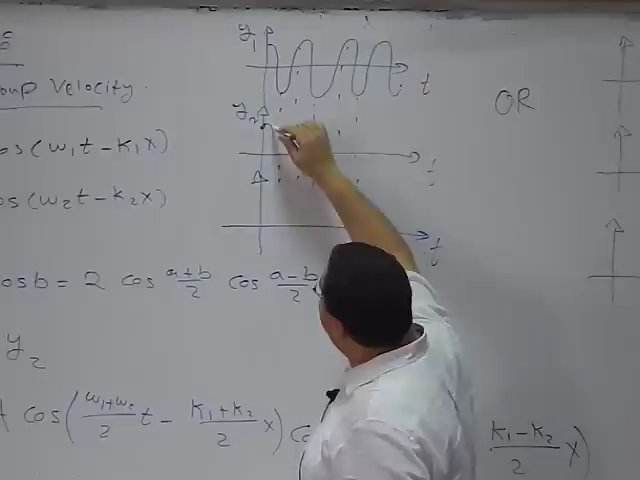 oup Velocity
os(ω₁t-k₁x)
os(ω₂t-k₂x)
osb = 2 cos a+b/2 cos a-b/2
y₂
A cos(ω₁+ω₂/2 t - k₁+k₂/2 x) c k₁-k₂/2 x)
y₁
t
y₂
t
t
OR